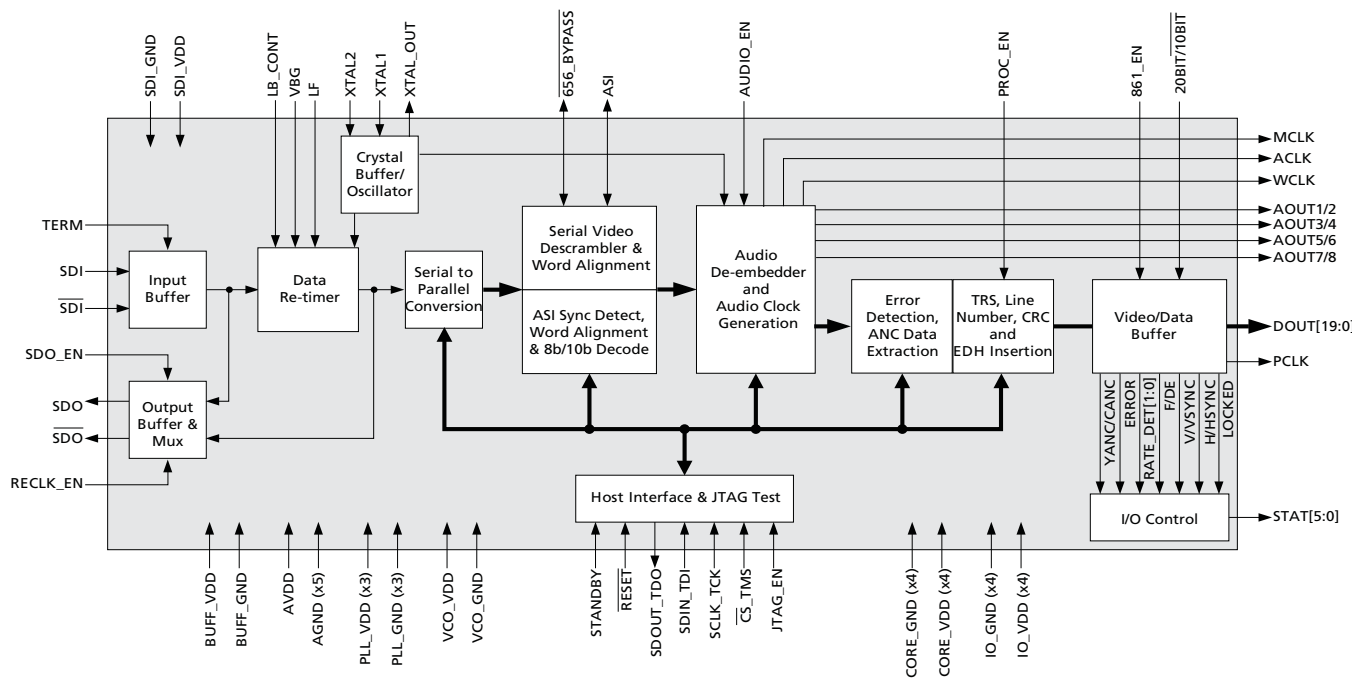 SDI_GND
SDI_VDD
LB_CONT
VBG
LF
XTAL2
XTAL1
XTAL_OUT
656_BYPASS
ASI
AUDIO_EN
PROC_EN
861_EN
20BIT/10BIT
MCLK
ACLK
WCLK
AOUT1/2
AOUT3/4
AOUT5/6
AOUT7/8
Crystal
Buffer/
Oscillator
TERM
SDI
SDI
Input
Buffer
Data
Re-timer
Serial to
Parallel
Conversion
Serial Video
Descrambler &
Word Alignment
ASI Sync Detect,
Word Alignment
& 8b/10b Decode
Audio
De-embedder
and
Audio Clock
Generation
Error
Detection,
ANC Data
Extraction
TRS, Line
Number, CRC
and
EDH Insertion
Video/Data
Buffer
DOUT[19:0]
PCLK
SDO_EN
SDO
SDO
RECLK_EN
Output
Buffer &
Mux
YANC/CANC
ERROR
RATE_DET[1:0]
F/DE
V/VSYNC
H/HSYNC
LOCKED
Host Interface & JTAG Test
I/O Control
STAT[5:0]
BUFF_VDD
BUFF_GND
AVDD
AGND (x5)
PLL_VDD (x3)
PLL_GND (x3)
VCO_VDD
VCO_GND
STANDBY
RESET
SDOUT_TDO
SDIN_TDI
SCLK_TCK
CS_TMS
JTAG_EN
CORE_GND (x4)
CORE_VDD (x4)
IO_GND (x4)
IO_VDD (x4)